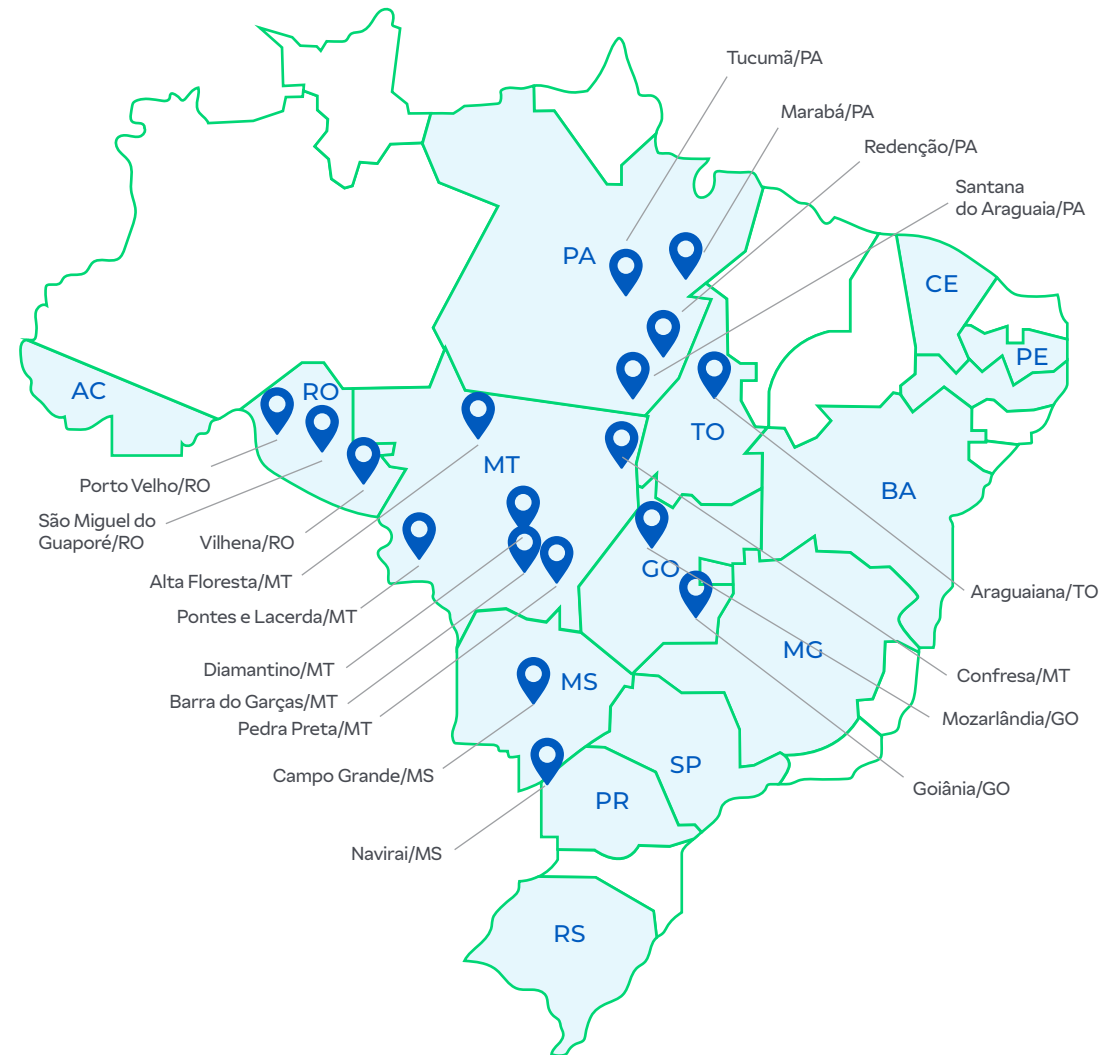 Tucumã/PA
Marabá/PA
Redenção/PA
Santana
do Araguaia/PA
PA
CE
PE
AC
RO
TO
MT
BA
Porto Velho/RO
São Miguel do
Guaporé/RO
Vilhena/RO
Alta Floresta/MT
GO
Araguaiana/TO
Pontes e Lacerda/MT
MG
Diamantino/MT
Confresa/MT
MS
Barra do Garças/MT
Mozarlândia/GO
Pedra Preta/MT
SP
Campo Grande/MS
Goiânia/GO
PR
Navirai/MS
RS